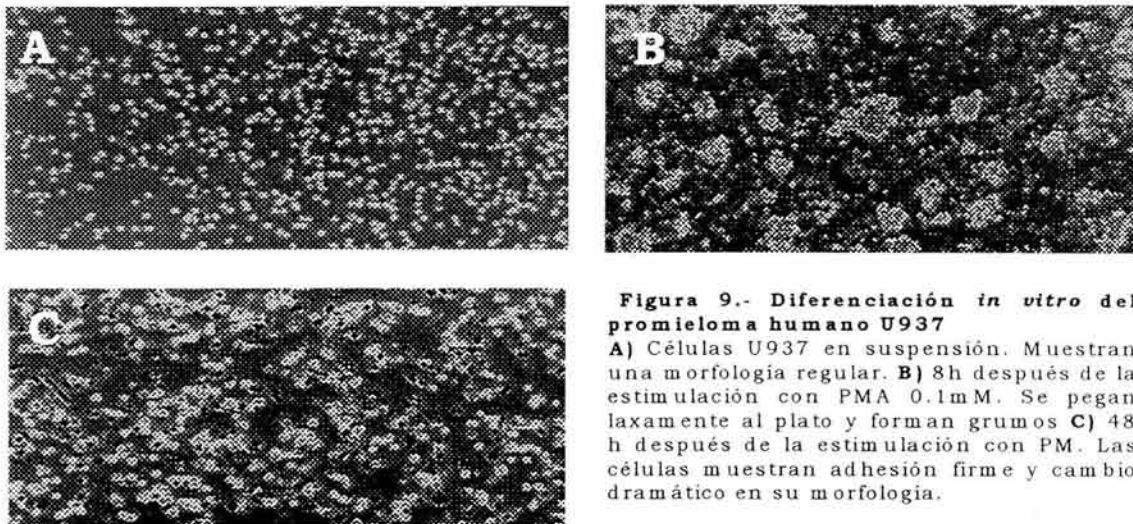 A
B
C
Figura 9.- Diferenciación in vitro del
promieloma humano U937
A) Células U937 en suspensión. Muestran
una morfología regular. B) 8h después de la
estimulación con PMA 0.1mM. Se pegan
laxamente al plato y forman grumos C) 48
h después de la estimulación con PM. Las
células muestran adhesión firme y cambio
dramático en su morfología.